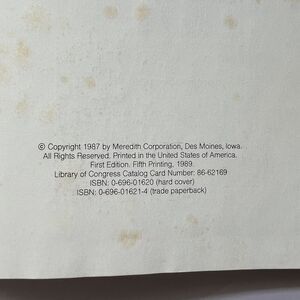 © Copyright 1987 by Meredith Corporation, Des Moines, Iowa.
All Rights Reserved. Printed in the United States of America.
First Edition. Fifth Printing, 1989.
Library of Congress Catalog Card Number: 86-62169
ISBN: 0-696-01620 (hard cover)
ISBN: 0-696-01621-4 (trade paperback)